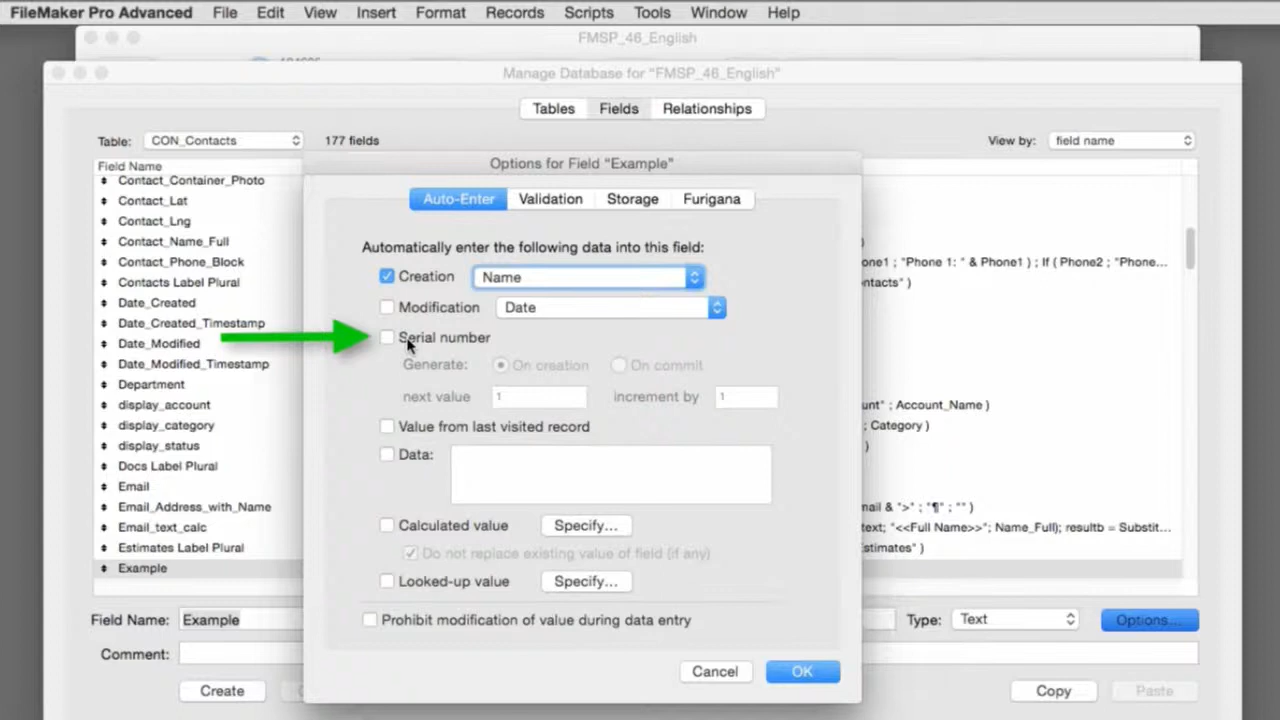 FileMaker Pro Advanced File Edit View Insert Format Records Scripts Tools Window Help
FMSP_46_English
Manage Database for "FMSP_46_English"
Tables Fields Relationships
Table: CON_Contacts 177 fields View by: field name
Field Name
Options for Field "Example"
Contact_Container_Photo
Contact_Lat
Contact_Lng
Contact_Name_Full )
Contact_Phone_Block one1 ; "Phone 1: " & Phone1 ) ; If ( Phone2 ; "Phone...
Contacts Label Plural ontacts" )
Date_Created
Date_Created_Timestamp
Date_Modified
Date_Modified_Timestamp
Department
display_account unt" ; Account_Name )
display_category ; Category )
display_status )
Docs Label Plural
Email
Email_Address_with_Name mail & ">" ; "¶" ; "" )
Email_text_calc text; "<<Full Name>>"; Name_Full); resultb = Substit...
Estimates Label Plural stimates" )
Example
Auto-Enter Validation Storage Furigana
Automatically enter the following data into this field:
Creation Name
Modification Date
Serial number
Generate: On creation On commit
next value 1 increment by 1
Value from last visited record
Data:
Calculated value Specify...
Do not replace existing value of field (if any)
Looked-up value Specify...
Prohibit modification of value during data entry
Cancel OK
Field Name: Example Type: Text Options...
Comment:
Create Copy Paste